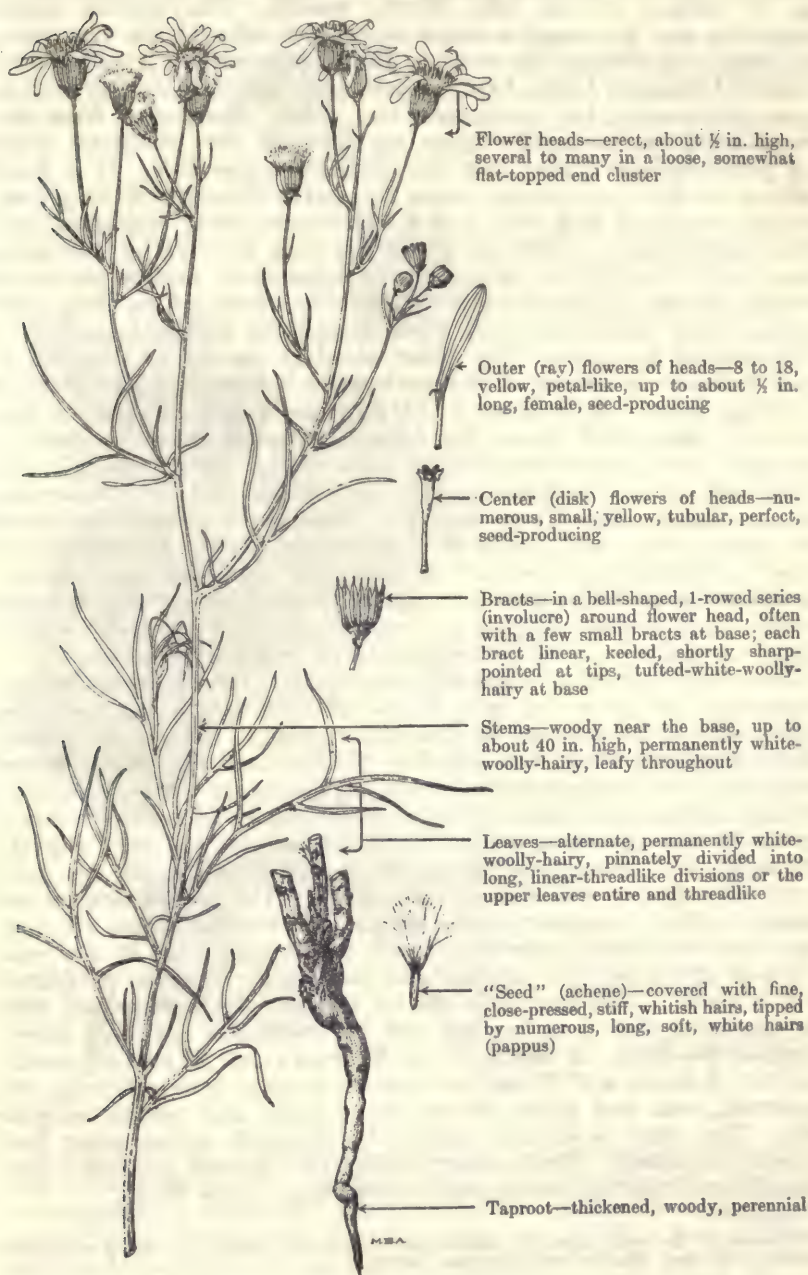 Flower heads—erect, about ½ in. high,
several to many in a loose, somewhat
flat-topped end cluster
Outer (ray) flowers of heads—8 to 18,
yellow, petal-like, up to about ½ in.
long, female, seed-producing
Center (disk) flowers of heads—nu-
merous, small, yellow, tubular, perfect,
seed-producing
Bracts—in a bell-shaped, 1-rowed series
(involucre) around flower head, often
with a few small bracts at base; each
bract linear, keeled, shortly sharp-
pointed at tips, tufted-white-woolly-
hairy at base
Stems—woody near the base, up to
about 40 in. high, permanently white-
woolly-hairy, leafy throughout
Leaves—alternate, permanently white-
woolly-hairy, pinnately divided into
long, linear-threadlike divisions or the
upper leaves entire and threadlike
"Seed" (achene)—covered with fine,
close-pressed, stiff, whitish hairs, tipped
by numerous, long, soft, white hairs
(pappus)
Taproot—thickened, woody, perennial
MBA